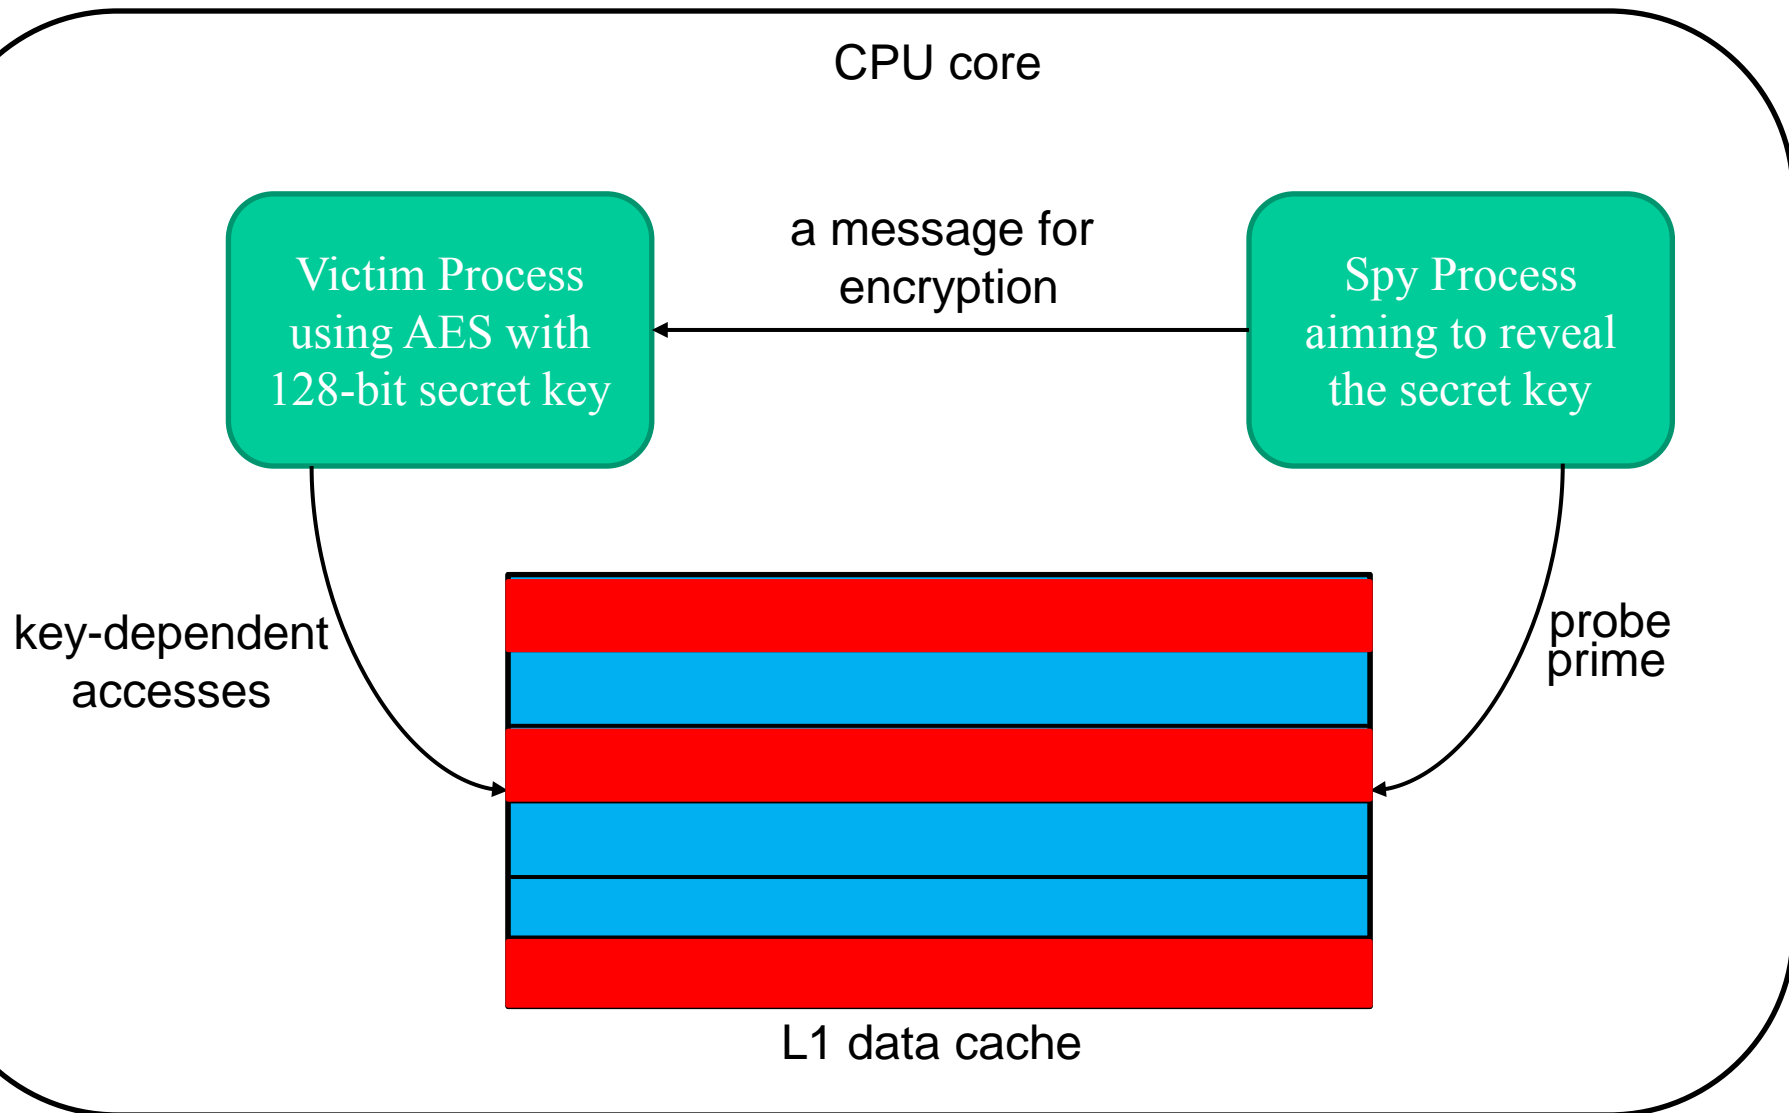 CPU core
a message for
encryption
Victim Process
using AES with
128-bit secret key
Spy Process
aiming to reveal
the secret key
key-dependent
accesses
probe
prime
L1 data cache